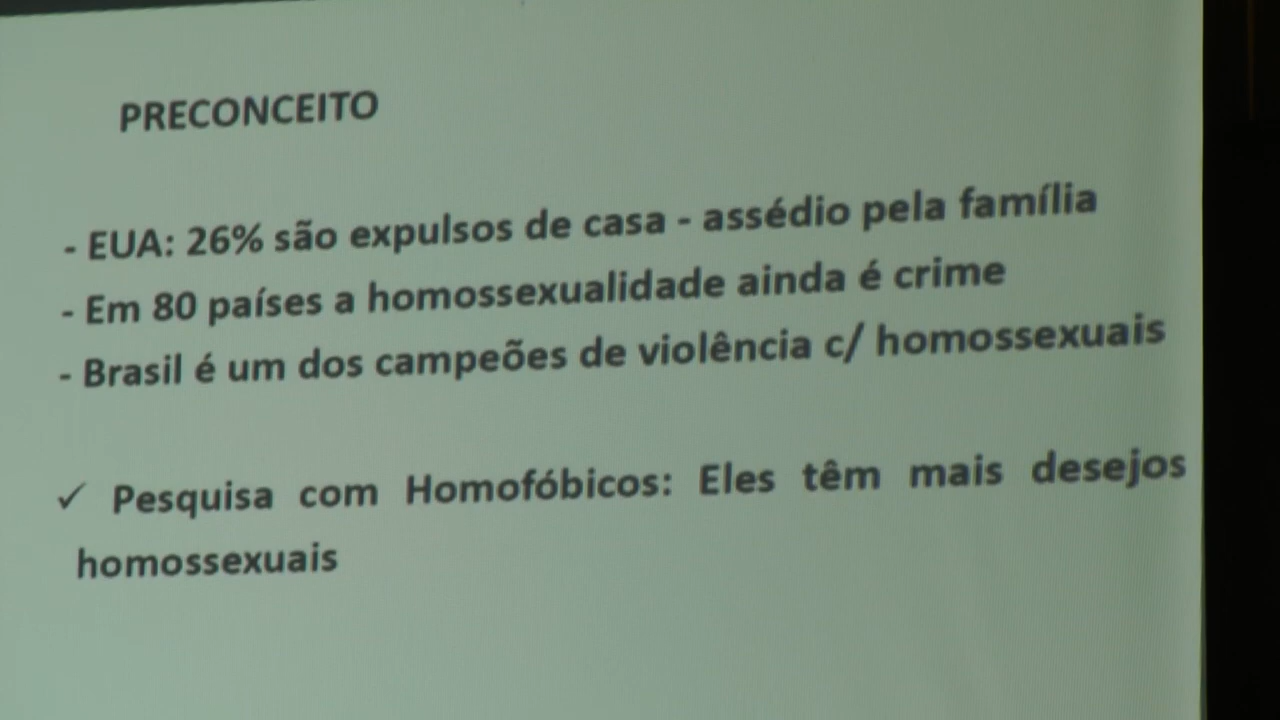 PRECONCEITO
- EUA: 26% são expulsos de casa - assédio pela família
- Em 80 países a homossexualidade ainda é crime
- Brasil é um dos campeões de violência c/ homossexuais
✓ Pesquisa com Homofóbicos: Eles têm mais desejos
homossexuais